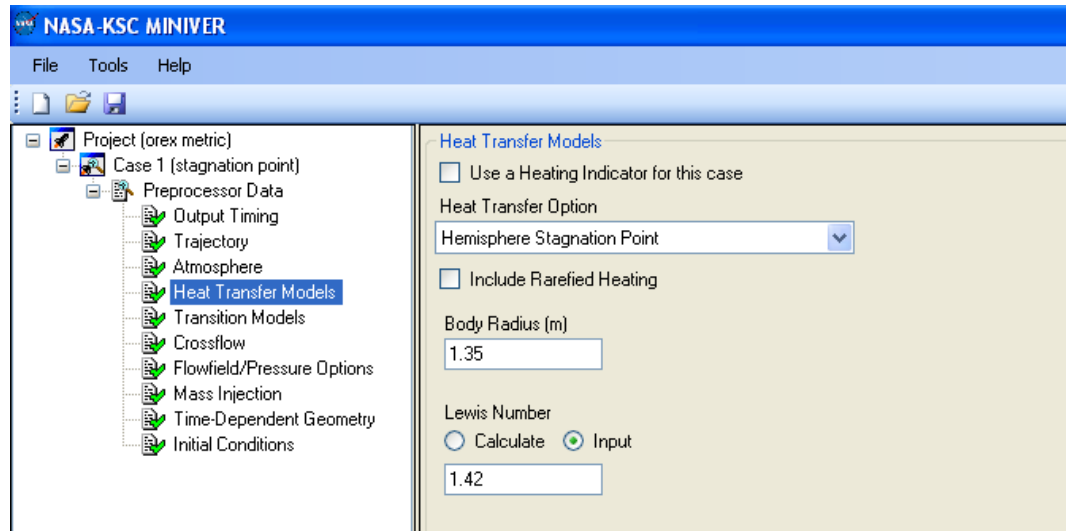 NASA-KSC MINIVER
File Tools Help
Project (orex metric)
Case 1 (stagnation point)
Preprocessor Data
Output Timing
Trajectory
Atmosphere
Heat Transfer Models
Transition Models
Crossflow
Flowfield/Pressure Options
Mass Injection
Time-Dependent Geometry
Initial Conditions
Heat Transfer Models
Use a Heating Indicator for this case
Heat Transfer Option
Hemisphere Stagnation Point
Include Rarefied Heating
Body Radius (m)
1.35
Lewis Number
Calculate Input
1.42